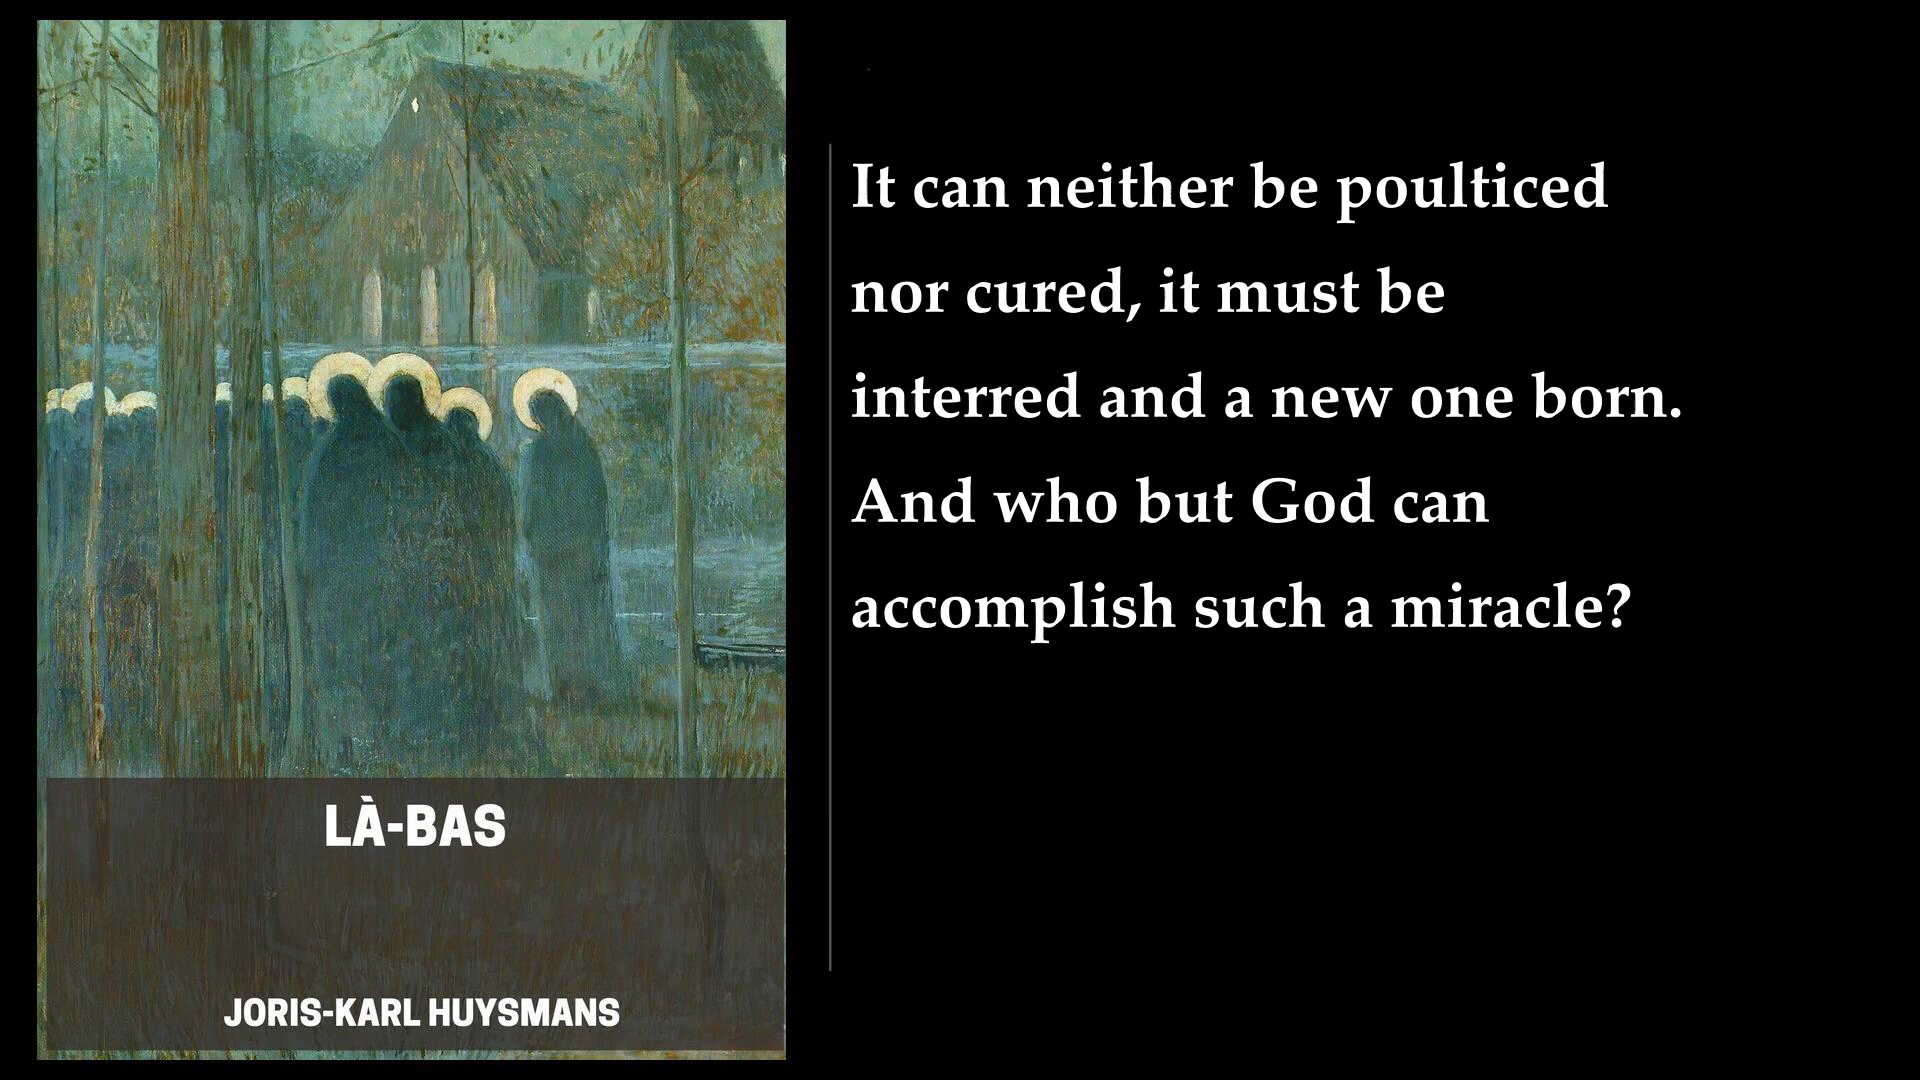 LÀ-BAS
JORIS-KARL HUYSMANS
It can neither be poulticed
nor cured, it must be
interred and a new one born.
And who but God can
accomplish such a miracle?